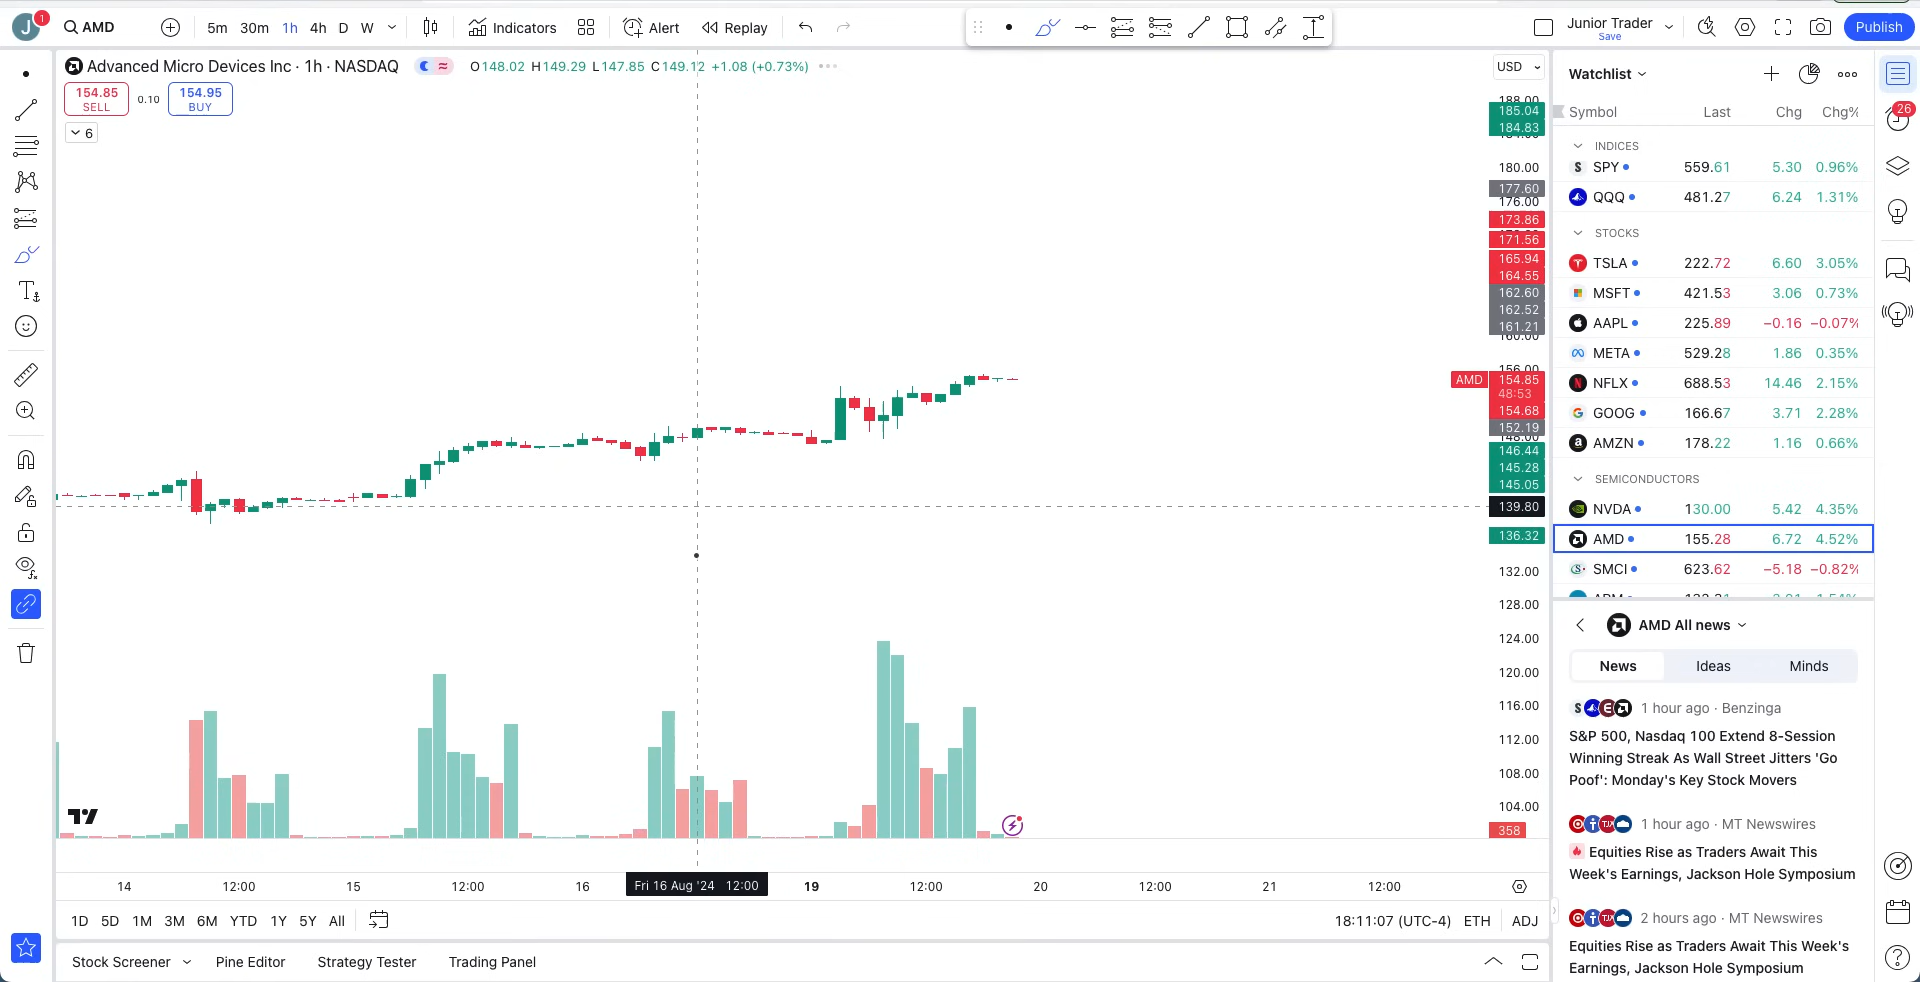 J 1 AMD 5m 30m 1h 4h D W Indicators Alert Replay Junior Trader Save Publish
Advanced Micro Devices Inc · 1h · NASDAQ O148.02 H149.29 L147.85 C149.12 +1.08 (+0.73%) USD
154.85
SELL
0.10
154.95
BUY
6
188.00
185.04
184.83
180.00
177.60
176.00
173.86
171.56
165.94
164.55
162.60
162.52
161.21
160.00
156.00
AMD 154.85
48:53
154.68
152.19
148.00
146.44
145.28
145.05
139.80
136.32
132.00
128.00
124.00
120.00
116.00
112.00
108.00
104.00
358
14 12:00 15 12:00 16 Fri 16 Aug '24 12:00 19 12:00 20 12:00 21 12:00
1D 5D 1M 3M 6M YTD 1Y 5Y All 18:11:07 (UTC-4) ETH ADJ
Stock Screener Pine Editor Strategy Tester Trading Panel
Watchlist
Symbol Last Chg Chg%
INDICES
SPY 559.61 5.30 0.96%
QQQ 481.27 6.24 1.31%
STOCKS
TSLA 222.72 6.60 3.05%
MSFT 421.53 3.06 0.73%
AAPL 225.89 −0.16 −0.07%
META 529.28 1.86 0.35%
NFLX 688.53 14.46 2.15%
GOOG 166.67 3.71 2.28%
AMZN 178.22 1.16 0.66%
SEMICONDUCTORS
NVDA 130.00 5.42 4.35%
AMD 155.28 6.72 4.52%
SMCI 623.62 −5.18 −0.82%
AMD All news
News Ideas Minds
1 hour ago · Benzinga
S&P 500, Nasdaq 100 Extend 8-Session
Winning Streak As Wall Street Jitters 'Go
Poof': Monday's Key Stock Movers
1 hour ago · MT Newswires
Equities Rise as Traders Await This
Week's Earnings, Jackson Hole Symposium
2 hours ago · MT Newswires
Equities Rise as Traders Await This Week's
Earnings, Jackson Hole Symposium
26